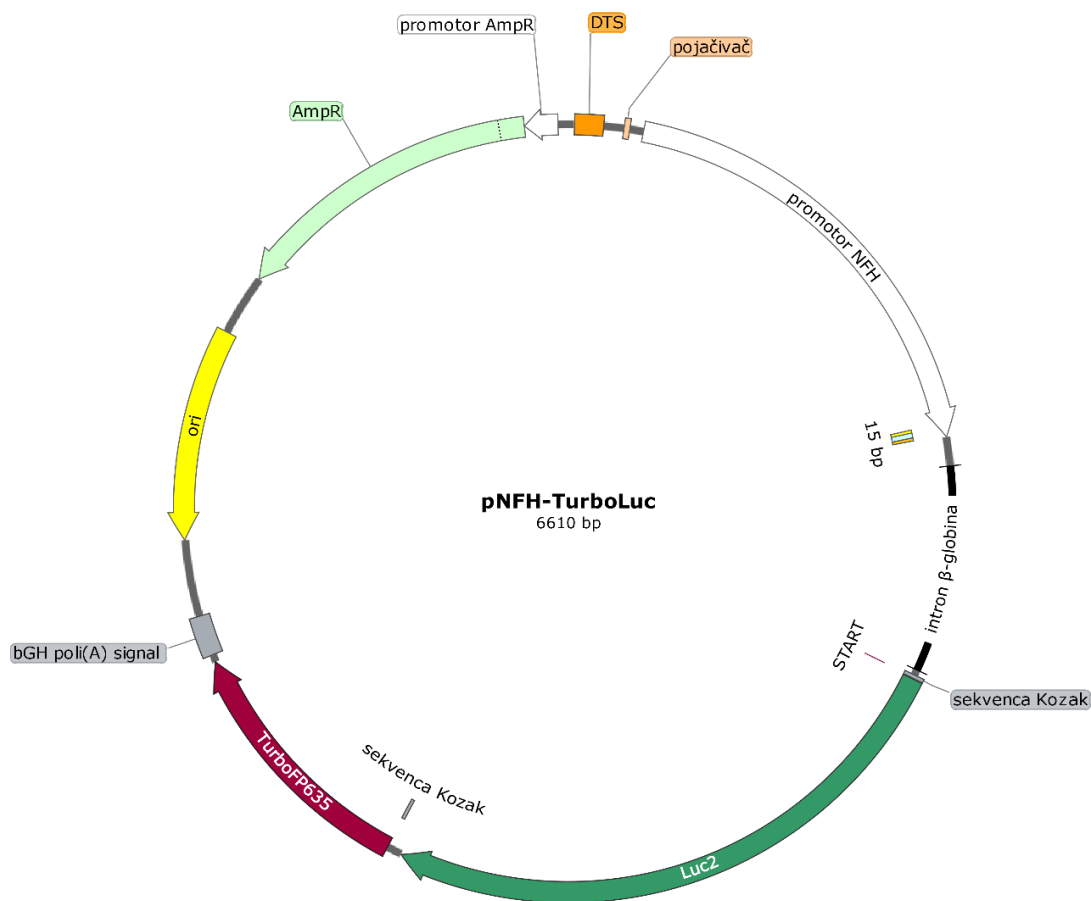 promotor AmpR
DTS
pojačivač
AmpR
promotor NFH
15 bp
ori
pNFH-TurboLuc
6610 bp
intron β-globina
START
bGH poli(A) signal
sekvenca Kozak
TurboFP635
sekvenca Kozak
Luc2